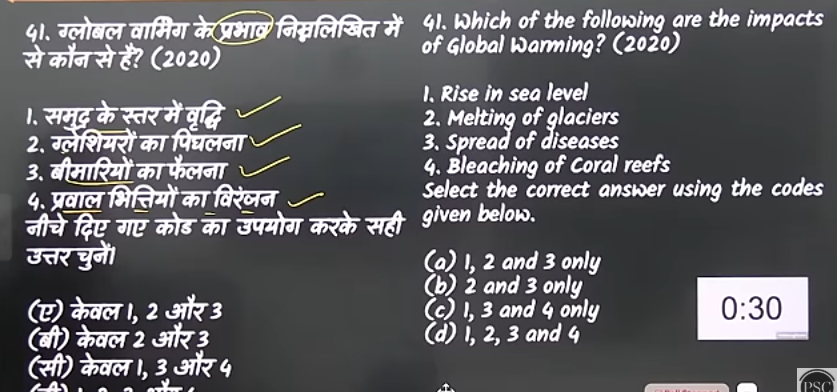 41. ग्लोबल वार्मिंग के प्रभाव निम्नलिखित में
से कौन से हैं? (2020)
1. समुद्र के स्तर में वृद्धि
2. ग्लेशियरों का पिघलना
3. बीमारियों का फैलना
4. प्रवाल भित्तियों का विरंजन
नीचे दिए गए कोड का उपयोग करके सही
उत्तर चुनें।
(ए) केवल 1, 2 और 3
(बी) केवल 2 और 3
(सी) केवल 1, 3 और 4
41. Which of the following are the impacts
of Global Warming? (2020)
1. Rise in sea level
2. Melting of glaciers
3. Spread of diseases
4. Bleaching of Coral reefs
Select the correct answer using the codes
given below.
(a) 1, 2 and 3 only
(b) 2 and 3 only
(c) 1, 3 and 4 only
(d) 1, 2, 3 and 4
0:30
PSC